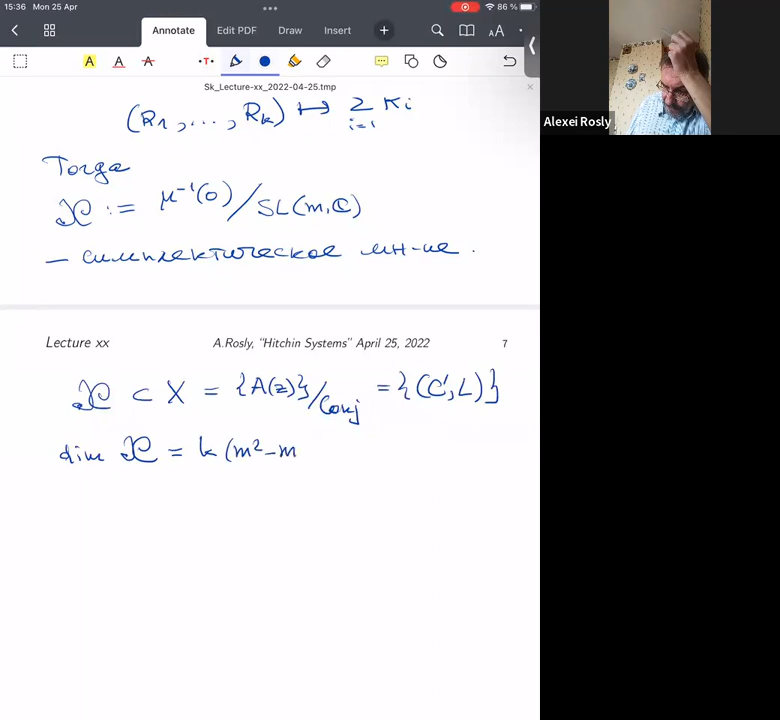 15:36 Mon 25 Apr
86 %
Annotate Edit PDF Draw Insert
Sk_Lecture-xx_2022-04-25.tmp
(R₁, ..., Rₖ) ↦ Σ Rᵢ
i=1
Тогда
𝒳 := μ⁻¹(0)/SL(m, ℂ)
— симплектическое мн-ие.
Lecture xx A.Rosly, "Hitchin Systems" April 25, 2022 7
𝒳 ⊂ X = {A(z)}/Conj = {(C', L)}
dim 𝒳 = k(m²-m
Alexei Rosly